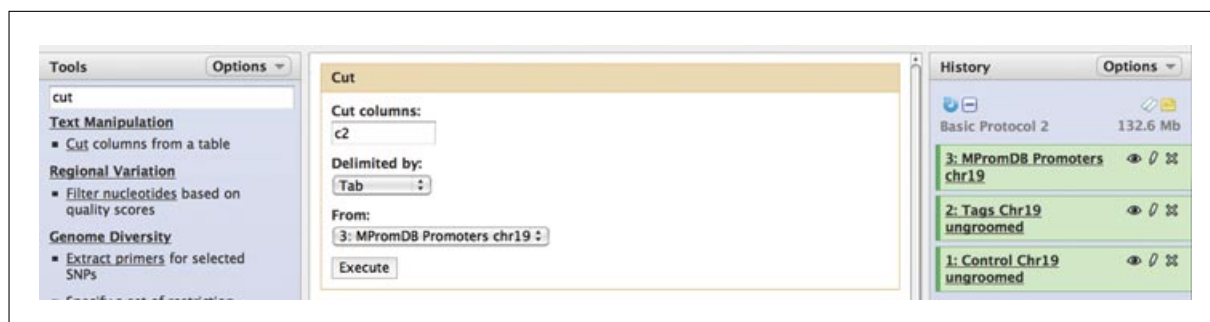 Tools
Options
cut
Text Manipulation
Cut columns from a table
Regional Variation
Filter nucleotides based on
quality scores
Genome Diversity
Extract primers for selected
SNPs
Cut
Cut columns:
c2
Delimited by:
Tab
From:
3: MPromDB Promoters chr19
Execute
History
Options
Basic Protocol 2
132.6 Mb
3: MPromDB Promoters
chr19
2: Tags Chr19
ungroomed
1: Control Chr19
ungroomed